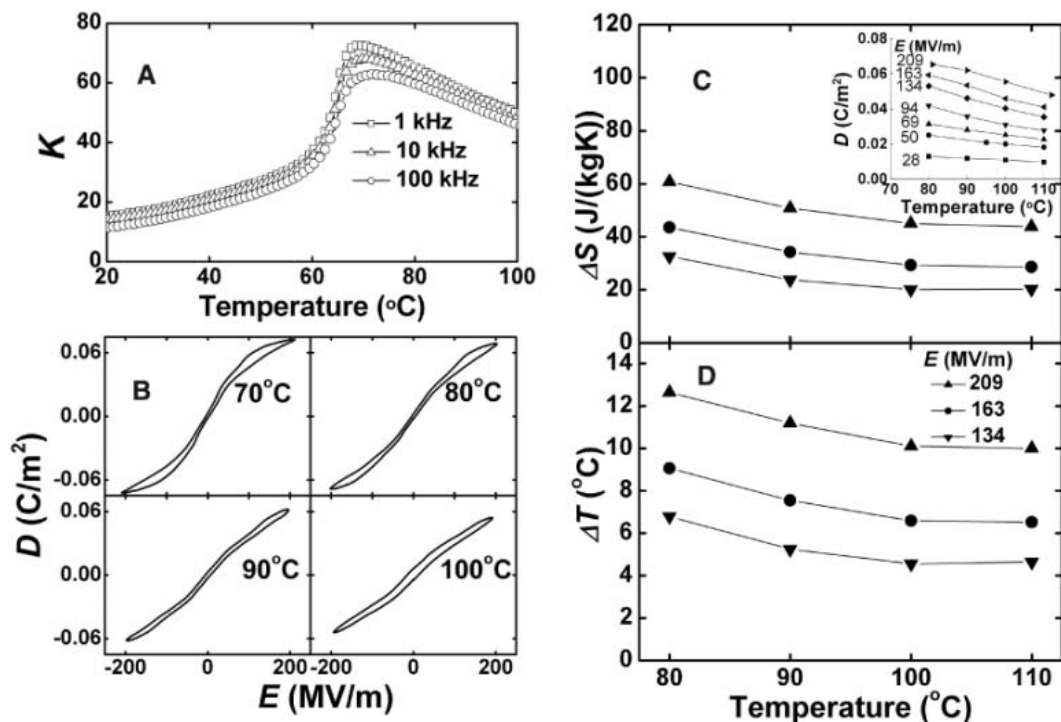 A
K
80
60
40
20
0
1 kHz
10 kHz
100 kHz
20 40 60 80 100
Temperature (°C)
B
D (C/m²)
0.06
0.00
-0.06
70°C
80°C
0.06
0.00
-0.06
90°C
100°C
-200 0 200 -200 0 200
E (MV/m)
C
ΔS (J/(kgK))
120
100
80
60
40
20
0
E (MV/m)
209
163
134
94
69
50
28
D (C/m²)
0.08
0.06
0.04
0.02
0.00
70 80 90 100 110
Temperature (°C)
D
ΔT (°C)
14
12
10
8
6
4
2
0
E (MV/m)
209
163
134
80 90 100 110
Temperature (°C)